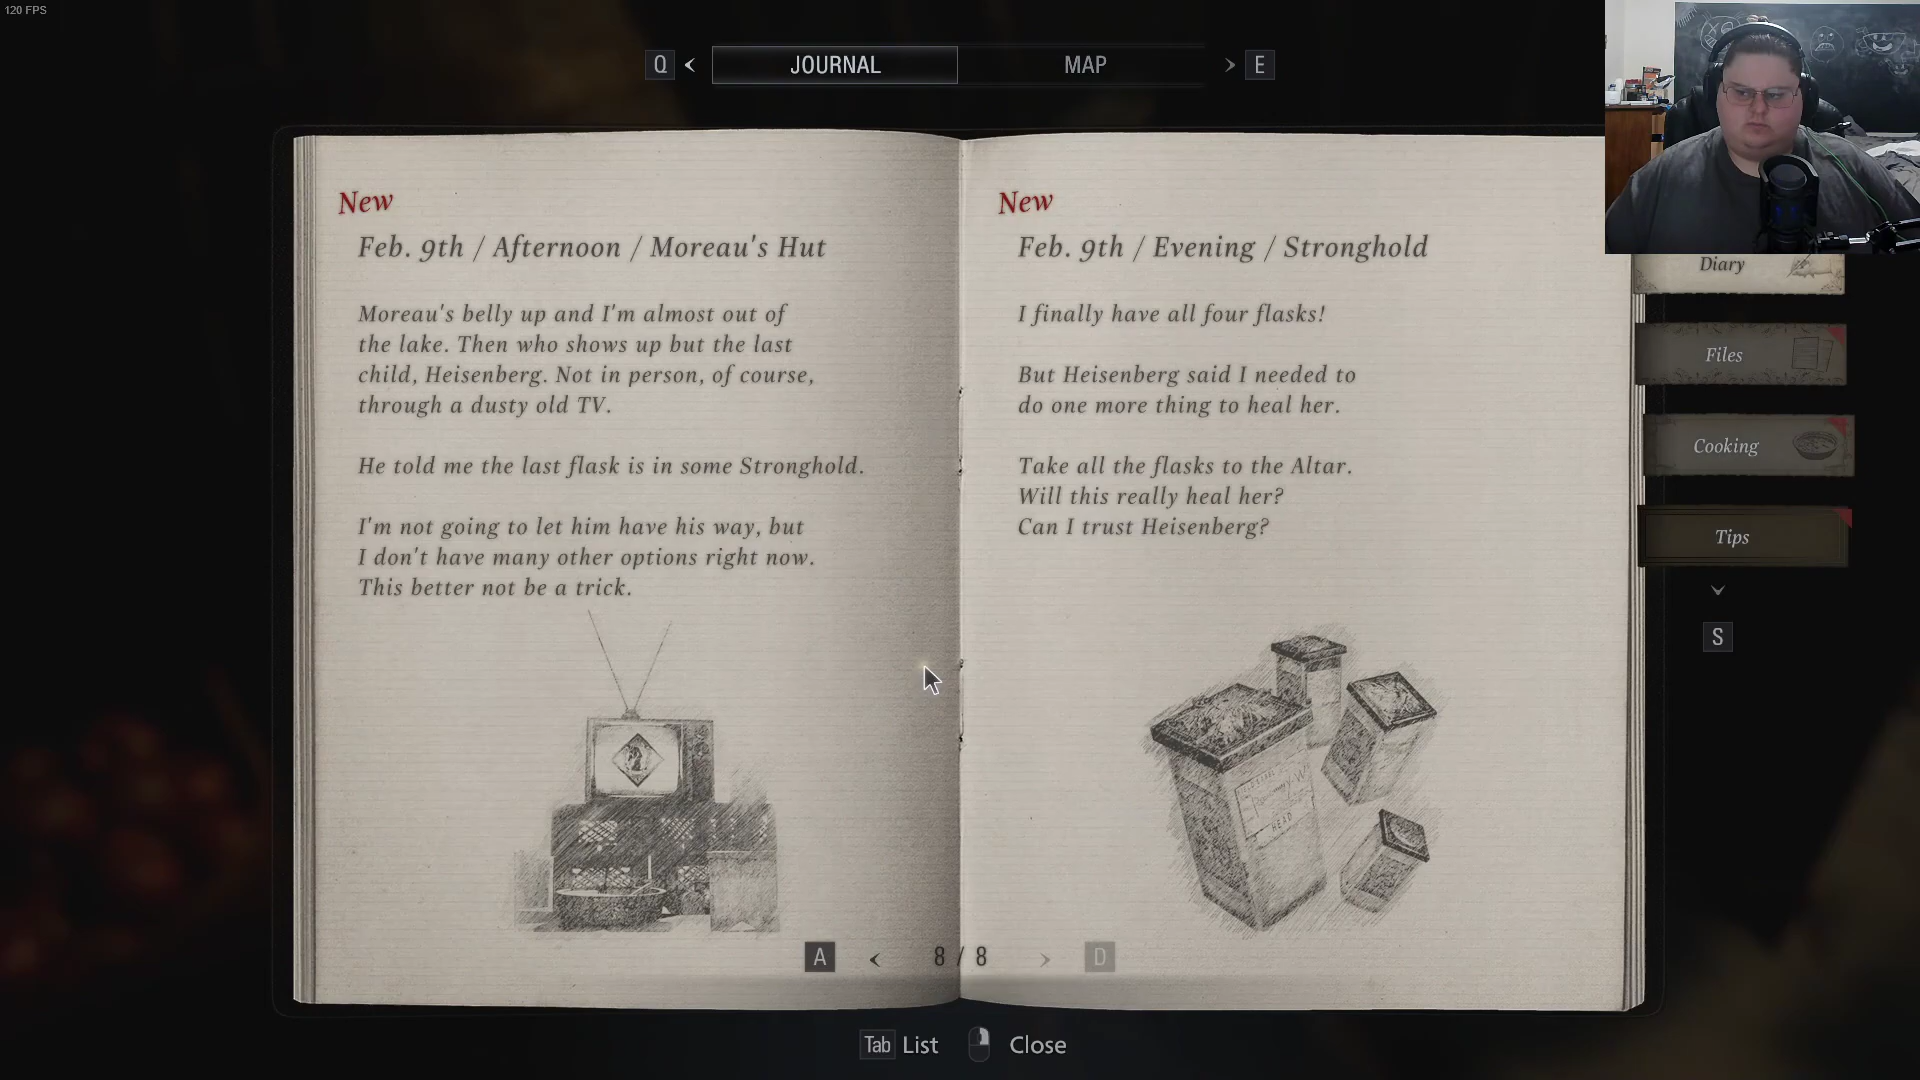 120 FPS
Q < JOURNAL MAP > E
New
Feb. 9th / Afternoon / Moreau's Hut
Moreau's belly up and I'm almost out of
the lake. Then who shows up but the last
child, Heisenberg. Not in person, of course,
through a dusty old TV.
He told me the last flask is in some Stronghold.
I'm not going to let him have his way, but
I don't have many other options right now.
This better not be a trick.
New
Feb. 9th / Evening / Stronghold
I finally have all four flasks!
But Heisenberg said I needed to
do one more thing to heal her.
Take all the flasks to the Altar.
Will this really heal her?
Can I trust Heisenberg?
HEAD
Diary
Files
Cooking
Tips
S
A < 8 / 8 > D
Tab List Close